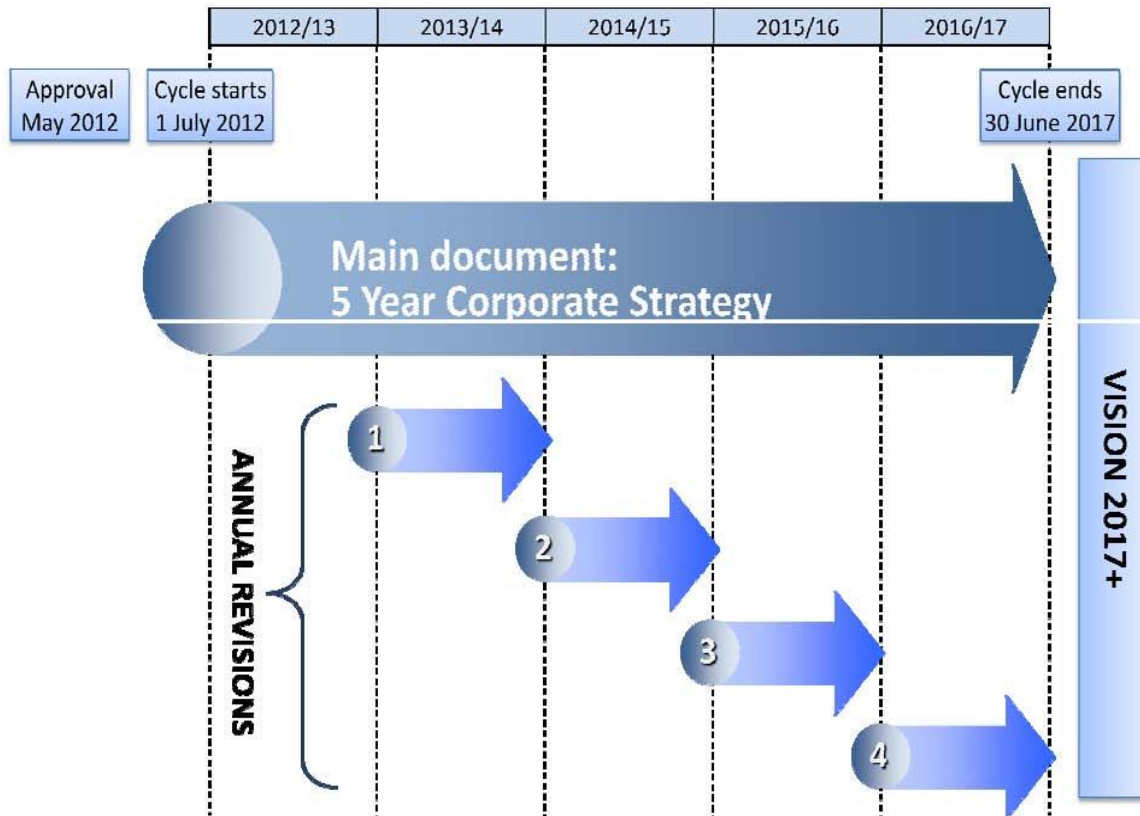 2012/13 2013/14 2014/15 2015/16 2016/17
Approval
May 2012
Cycle starts
1 July 2012
Cycle ends
30 June 2017
Main document:
5 Year Corporate Strategy
ANNUAL REVISIONS
1
2
3
4
VISION 2017+